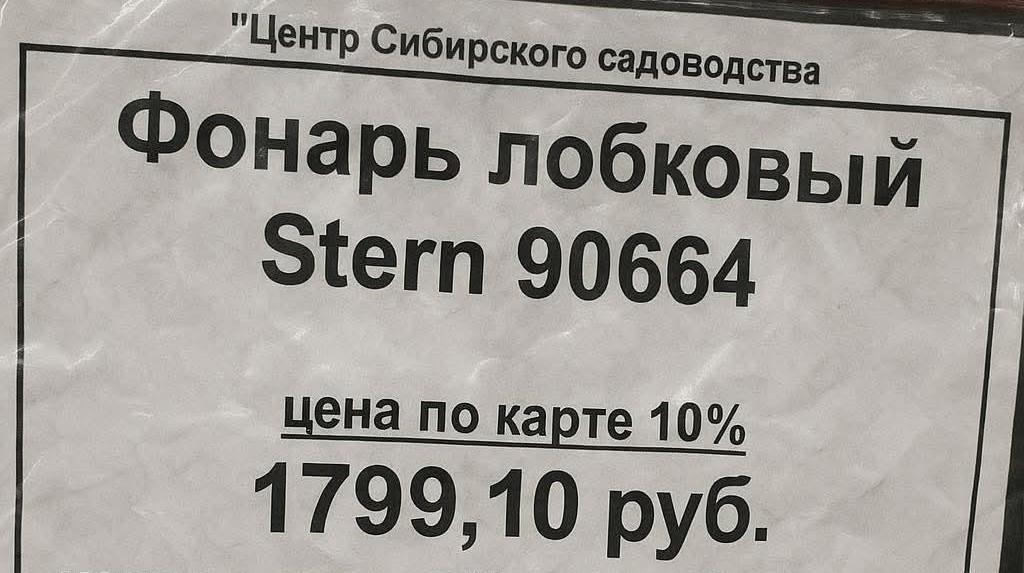 "Центр Сибирского садоводства
Фонарь лобковый
Stern 90664
цена по карте 10%
1799,10 руб.